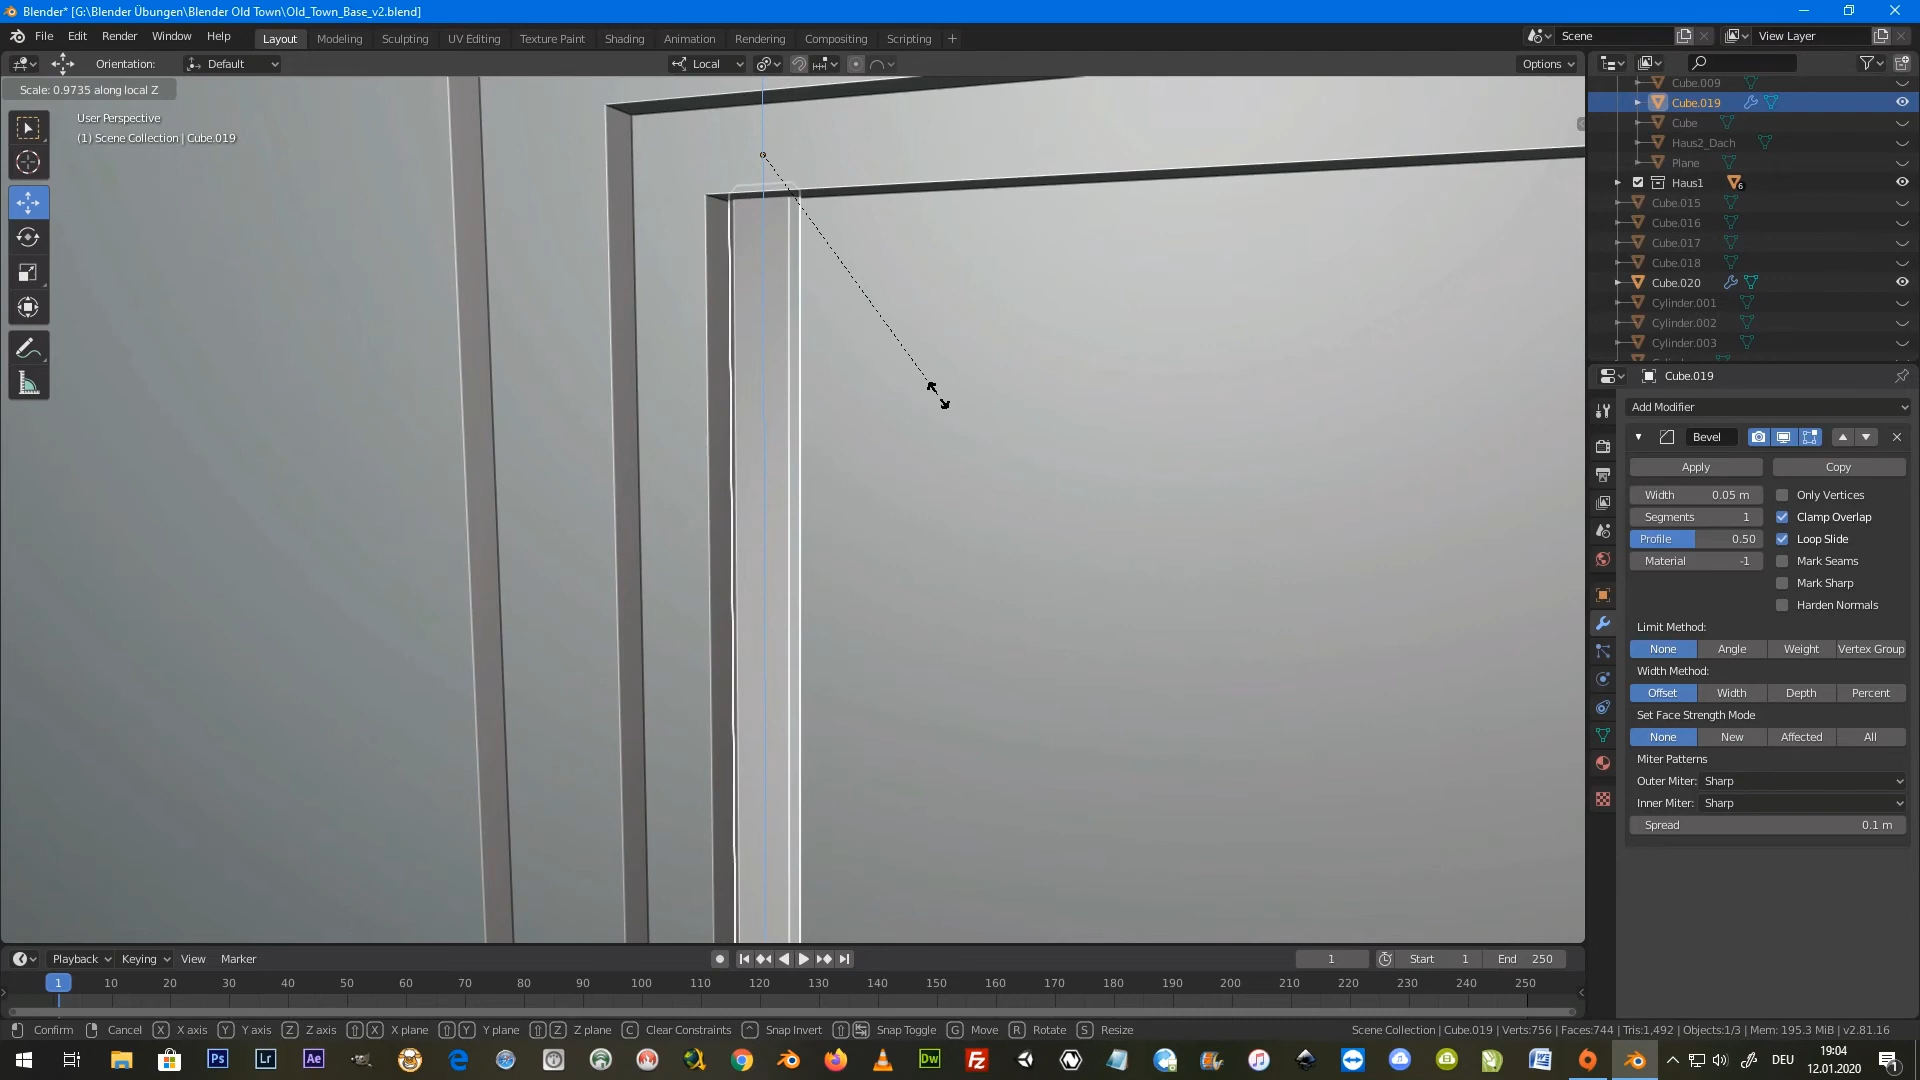 Blender* [G:\Blender Übungen\Blender Old Town\Old_Town_Base_v2.blend]
File Edit Render Window Help Layout Modeling Sculpting UV Editing Texture Paint Shading Animation Rendering Compositing Scripting + Scene View Layer
Orientation: Default Local Options
Scale: 0.9735 along local Z
User Perspective
(1) Scene Collection | Cube.019
Cube.009
Cube.019
Cube
Haus2_Dach
Plane
Haus1 6
Cube.015
Cube.016
Cube.017
Cube.018
Cube.020
Cylinder.001
Cylinder.002
Cylinder.003
Cube.019
Add Modifier
Bevel
Apply Copy
Width 0.05 m Only Vertices
Segments 1 Clamp Overlap
Profile 0.50 Loop Slide
Material -1 Mark Seams
Mark Sharp
Harden Normals
Limit Method:
None Angle Weight Vertex Group
Width Method:
Offset Width Depth Percent
Set Face Strength Mode
None New Affected All
Miter Patterns
Outer Miter: Sharp
Inner Miter: Sharp
Spread 0.1 m
Playback Keying View Marker 1 Start 1 End 250
1 10 20 30 40 50 60 70 80 90 100 110 120 130 140 150 160 170 180 190 200 210 220 230 240 250
Confirm Cancel X X axis Y Y axis Z Z axis X X plane Y Y plane Z Z plane C Clear Constraints Snap Invert Snap Toggle G Move R Rotate S Resize Scene Collection | Cube.019 | Verts:756 | Faces:744 | Tris:1,492 | Objects:1/3 | Mem: 195.3 MiB | v2.81.16
Ps Lr Ae Dw Fz DEU 19:04
12.01.2020 1